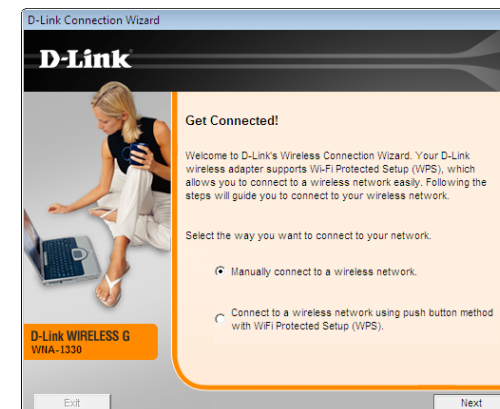 D-Link Connection Wizard
D-Link
Get Connected!
Welcome to D-Link's Wireless Connection Wizard. Your D-Link
wireless adapter supports Wi-Fi Protected Setup (WPS), which
allows you to connect to a wireless network easily. Following the
steps will guide you to connect to your wireless network.
Select the way you want to connect to your network.
Manually connect to a wireless network.
Connect to a wireless network using push button method
with WiFi Protected Setup (WPS).
D-Link WIRELESS G
WNA-1330
Exit
Next